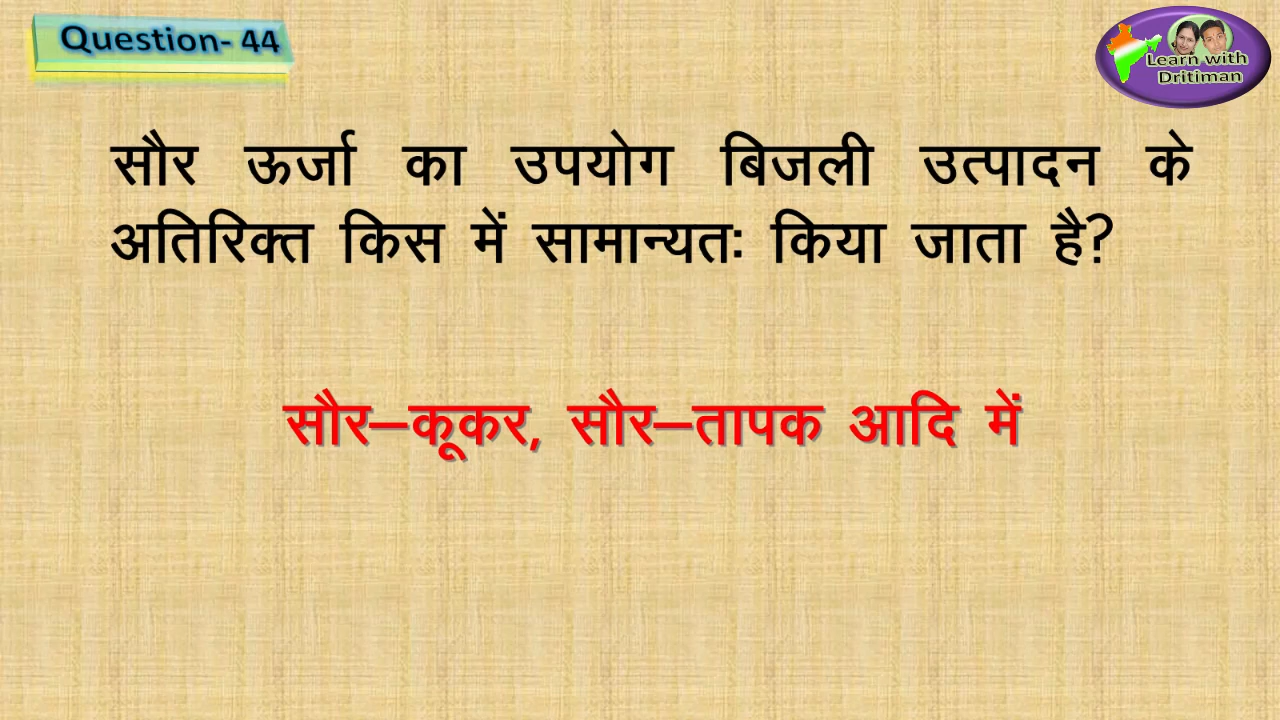 Question- 44
Learn with
Dritiman
सौर ऊर्जा का उपयोग बिजली उत्पादन के
अतिरिक्त किस में सामान्यतः किया जाता है?
सौर–कूकर, सौर–तापक आदि में